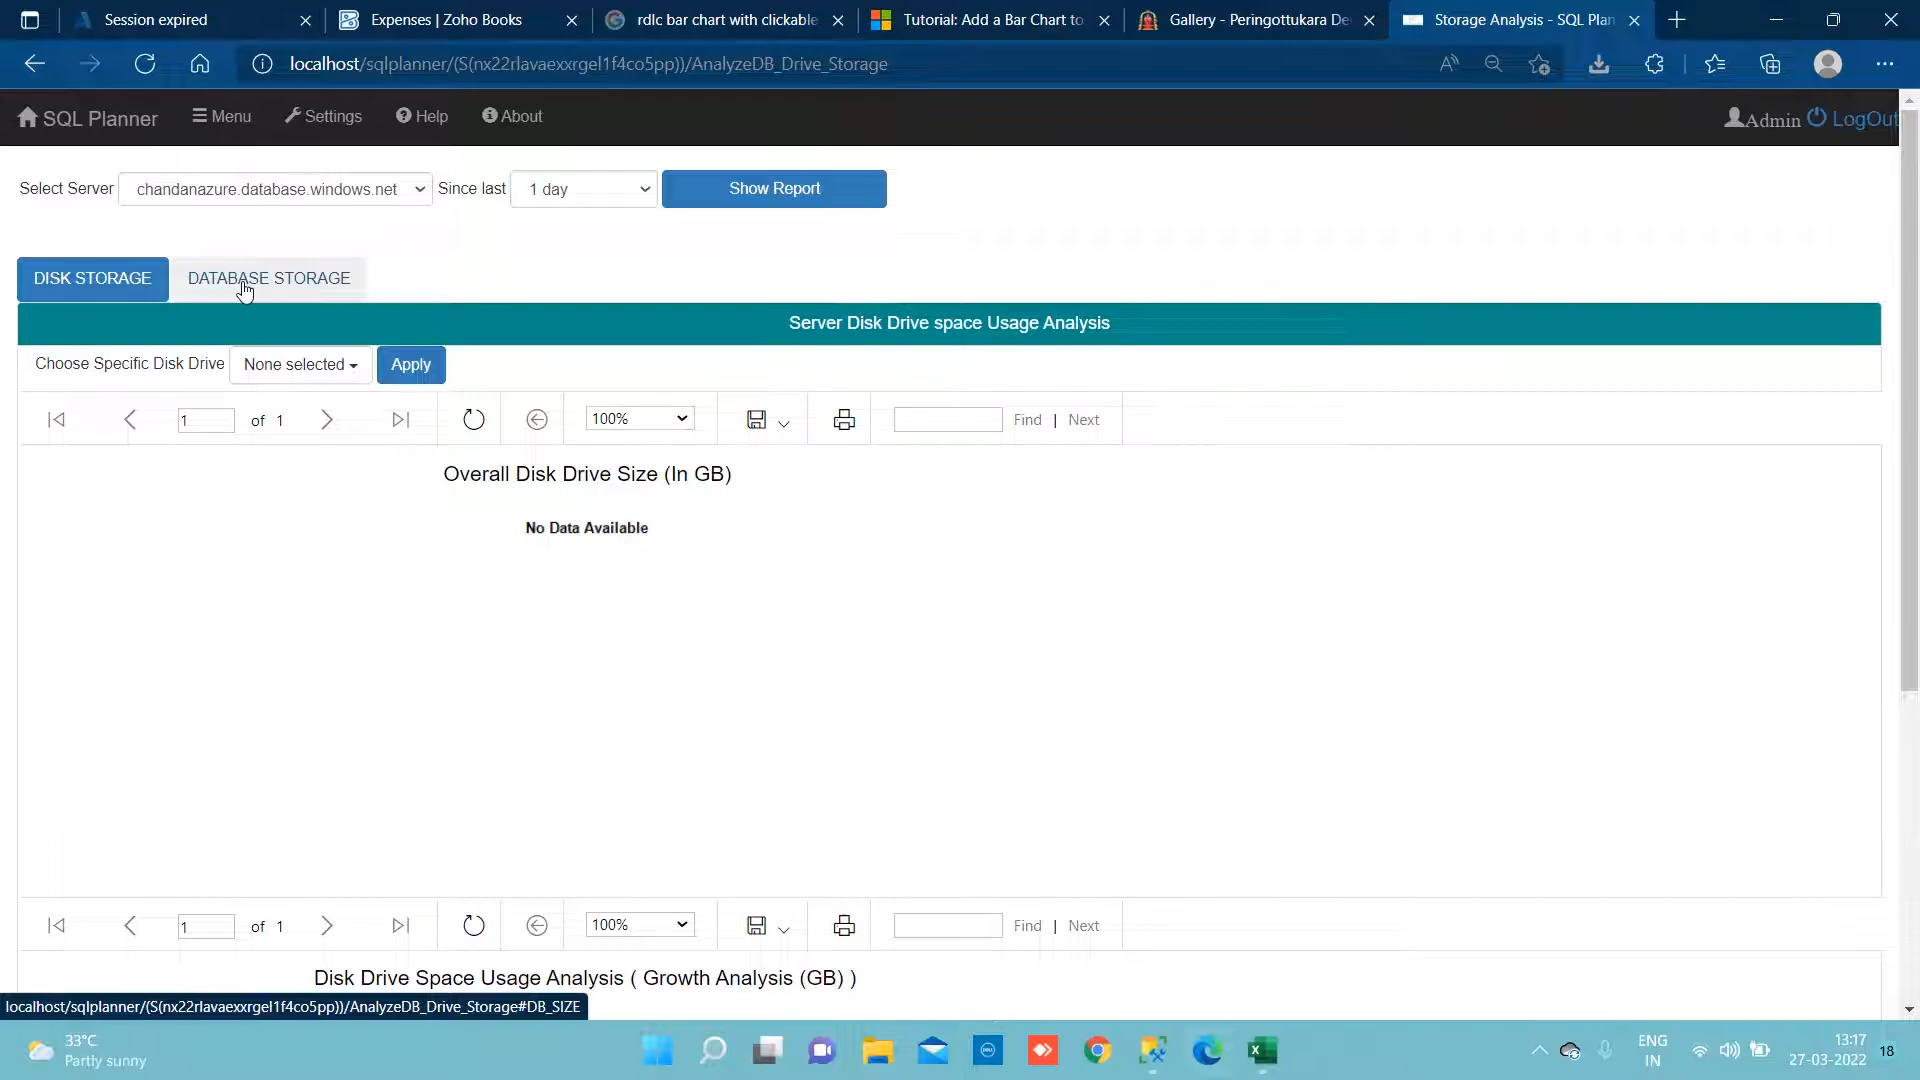 Session expired
Expenses | Zoho Books
rdlc bar chart with clickable
Tutorial: Add a Bar Chart to
Gallery - Peringottukara De
Storage Analysis - SQL Plan
localhost/sqlplanner/(S(nx22rlavaexxrgel1f4co5pp))/AnalyzeDB_Drive_Storage
SQL Planner Menu Settings Help About Admin LogOut
Select Server chandanazure.database.windows.net Since last 1 day Show Report
DISK STORAGE DATABASE STORAGE
Server Disk Drive space Usage Analysis
Choose Specific Disk Drive None selected Apply
1 of 1 100% Find | Next
Overall Disk Drive Size (In GB)
No Data Available
1 of 1 100% Find | Next
Disk Drive Space Usage Analysis ( Growth Analysis (GB) )
localhost/sqlplanner/(S(nx22rlavaexxrgel1f4co5pp))/AnalyzeDB_Drive_Storage#DB_SIZE
33°C
Partly sunny
ENG
IN
13:17
27-03-2022
18